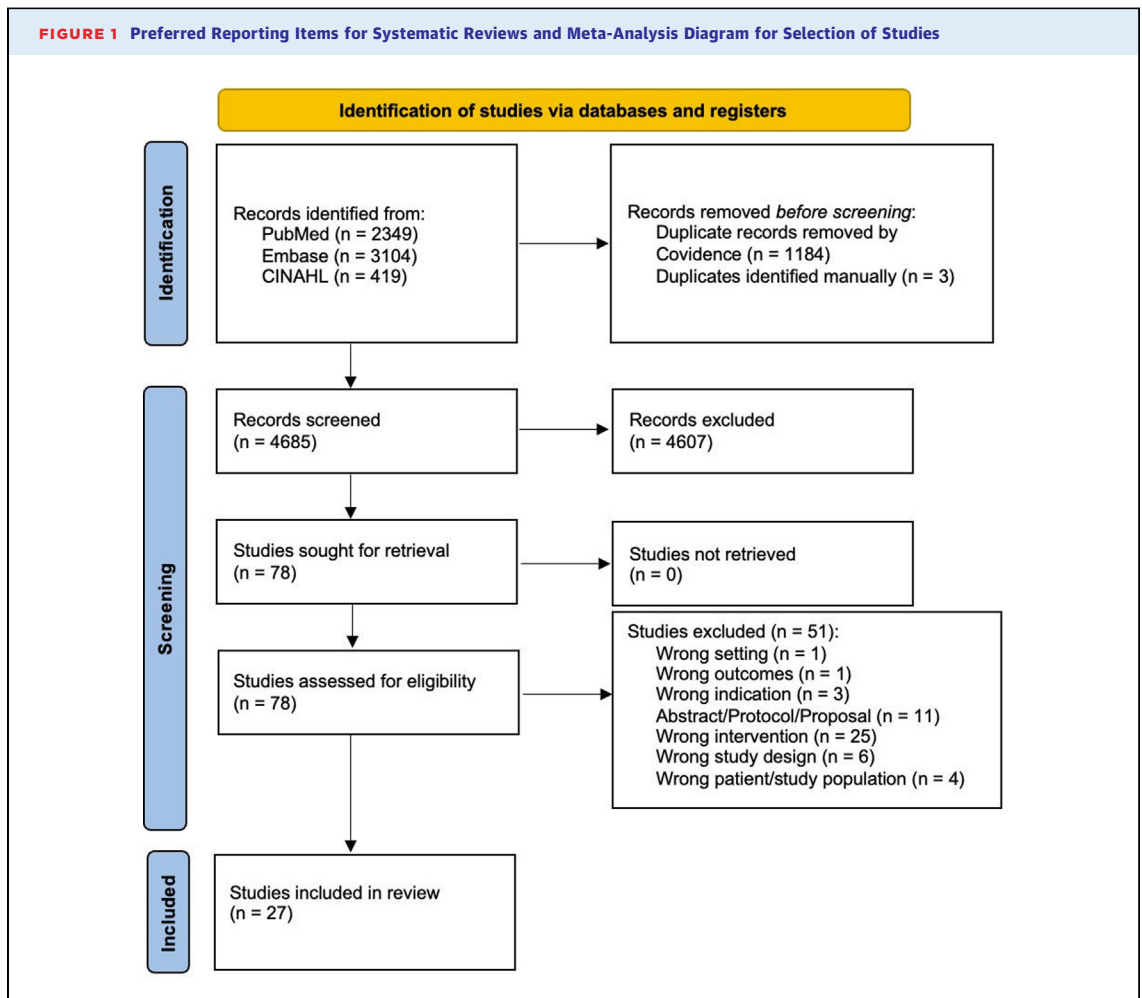 FIGURE 1 Preferred Reporting Items for Systematic Reviews and Meta-Analysis Diagram for Selection of Studies
Identification of studies via databases and registers
Identification
Records identified from:
PubMed (n = 2349)
Embase (n = 3104)
CINAHL (n = 419)
Records removed before screening:
Duplicate records removed by
Covidence (n = 1184)
Duplicates identified manually (n = 3)
Screening
Records screened
(n = 4685)
Records excluded
(n = 4607)
Studies sought for retrieval
(n = 78)
Studies not retrieved
(n = 0)
Studies assessed for eligibility
(n = 78)
Studies excluded (n = 51):
Wrong setting (n = 1)
Wrong outcomes (n = 1)
Wrong indication (n = 3)
Abstract/Protocol/Proposal (n = 11)
Wrong intervention (n = 25)
Wrong study design (n = 6)
Wrong patient/study population (n = 4)
Included
Studies included in review
(n = 27)